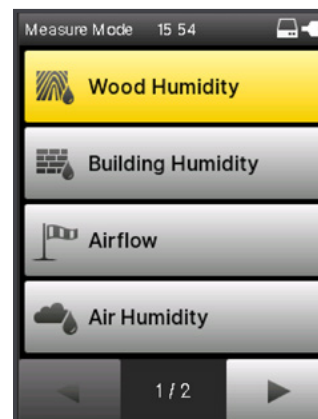 Measure Mode 15 54
Wood Humidity
Building Humidity
Airflow
Air Humidity
1 / 2